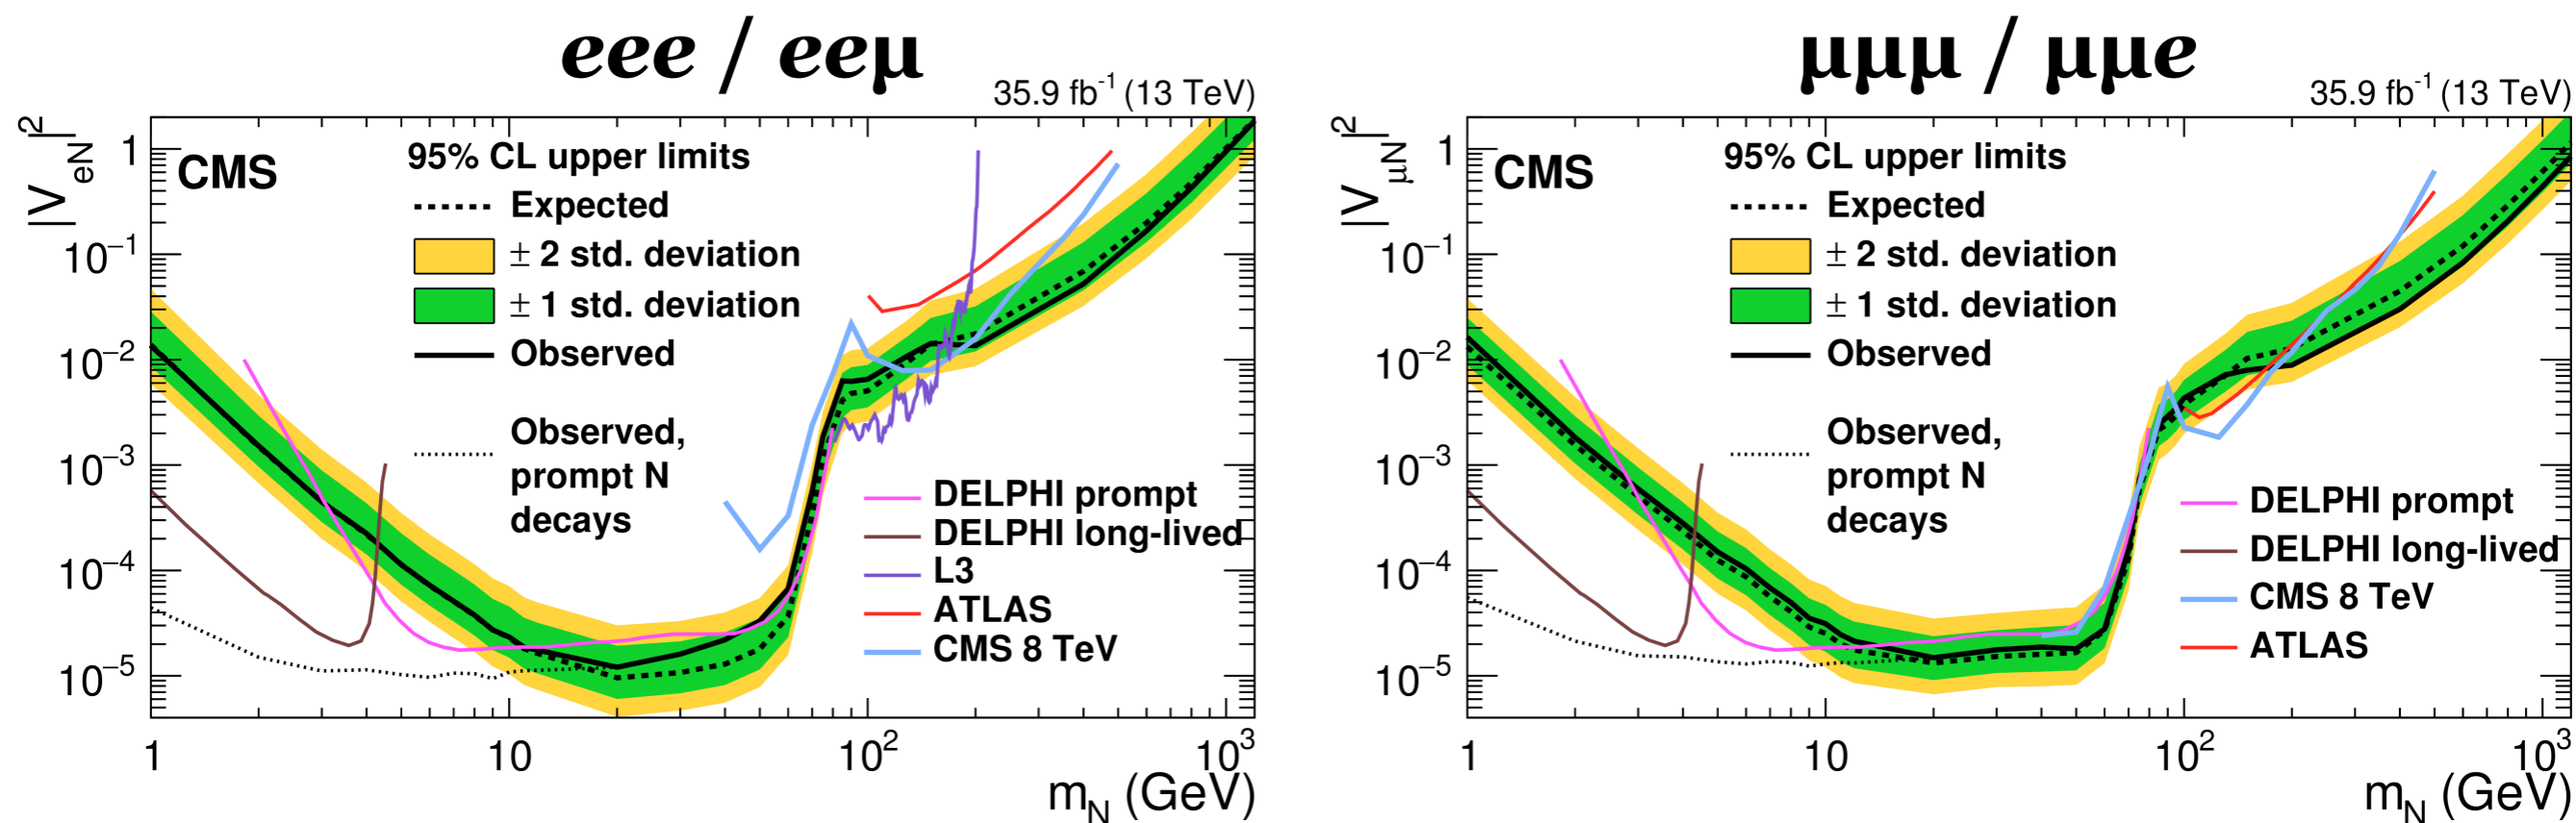 eee / eeμ
35.9 fb⁻¹ (13 TeV)
|V_eN|²
CMS
95% CL upper limits
Expected
± 2 std. deviation
± 1 std. deviation
Observed
Observed,
prompt N
decays
DELPHI prompt
DELPHI long-lived
L3
ATLAS
CMS 8 TeV
1
10⁻¹
10⁻²
10⁻³
10⁻⁴
10⁻⁵
1 10 10² 10³
m_N (GeV)
μμμ / μμe
35.9 fb⁻¹ (13 TeV)
|V_μN|²
CMS
95% CL upper limits
Expected
± 2 std. deviation
± 1 std. deviation
Observed
Observed,
prompt N
decays
DELPHI prompt
DELPHI long-lived
CMS 8 TeV
ATLAS
1
10⁻¹
10⁻²
10⁻³
10⁻⁴
10⁻⁵
1 10 10² 10³
m_N (GeV)